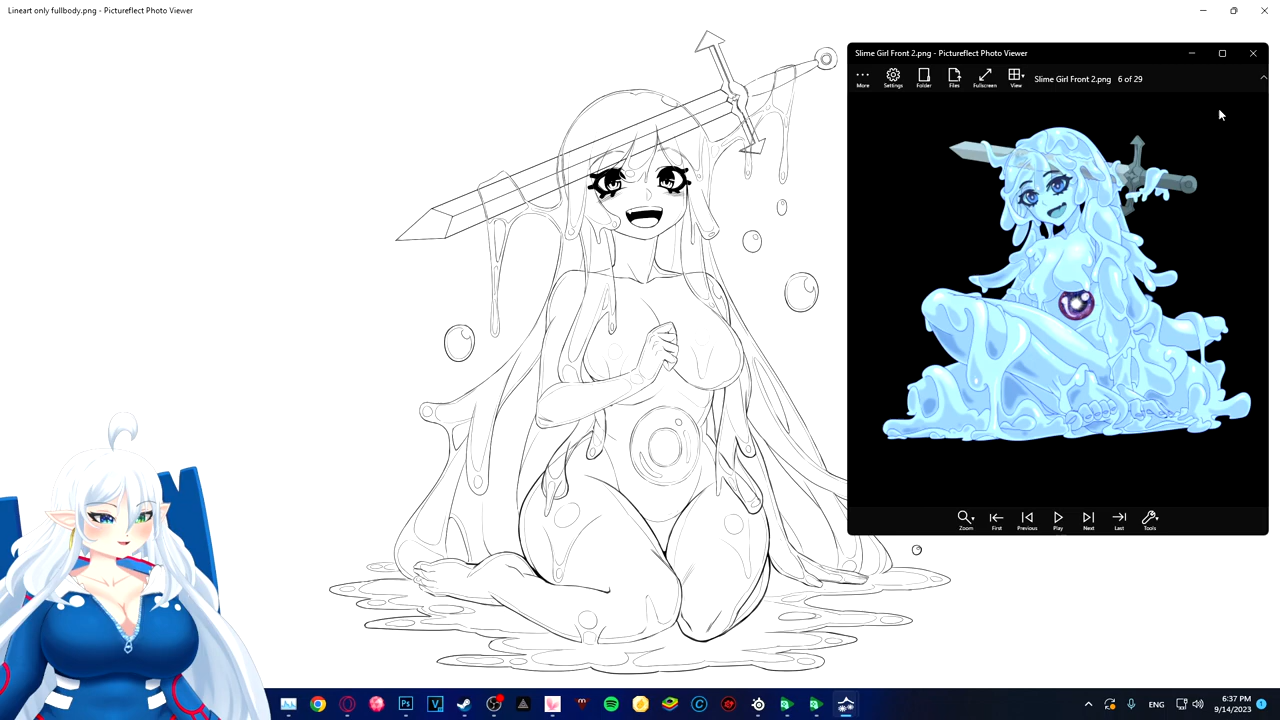 Lineart only fullbody.png - Pictureflect Photo Viewer
Slime Girl Front 2.png - Pictureflect Photo Viewer
More
Settings
Folder
Files
Fullscreen
View
Slime Girl Front 2.png 6 of 29
Zoom
First
Previous
Play
Next
Last
Tools
Ps
V
ENG
6:37 PM
9/14/2023
1